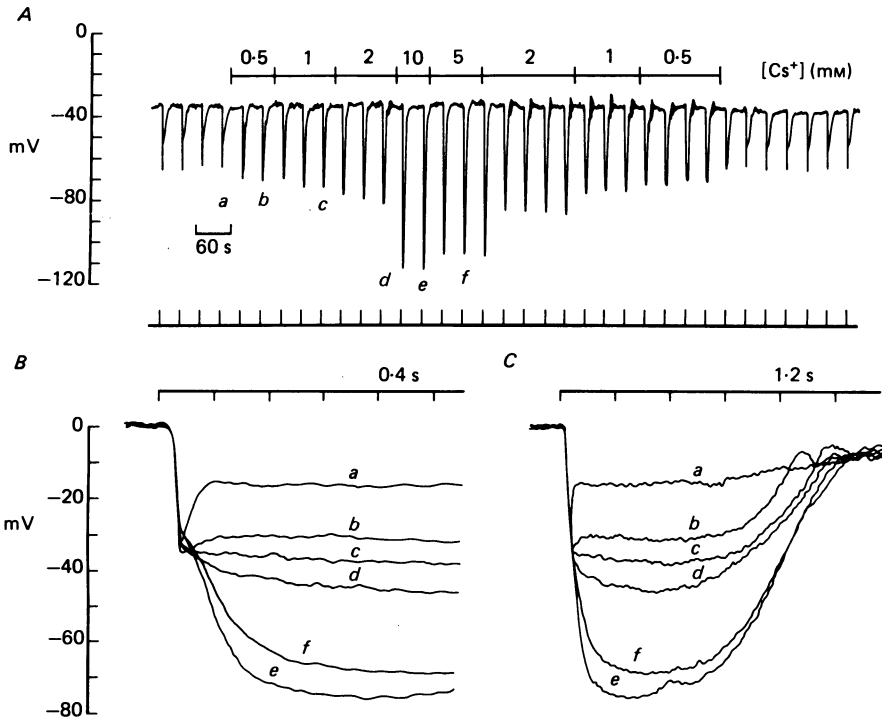 A
0
0·5 1 2 10 5 2 1 0·5 [Cs⁺] (mM)
−40
mV
−80
a b c
60 s
d e f
−120
B 0·4 s C 1·2 s
0
a a
−20
mV b b
c c
−40
d d
−60
f f
e e
−80